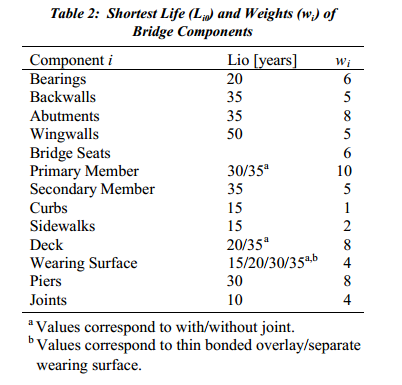 Table 2: Shortest Life (Li0) and Weights (wi) of
Bridge Components
Component i Lio [years] wi
Bearings 20 6
Backwalls 35 5
Abutments 35 8
Wingwalls 50 5
Bridge Seats 6
Primary Member 30/35a 10
Secondary Member 35 5
Curbs 15 1
Sidewalks 15 2
Deck 20/35a 8
Wearing Surface 15/20/30/35a,b 4
Piers 30 8
Joints 10 4
a Values correspond to with/without joint.
b Values correspond to thin bonded overlay/separate
wearing surface.